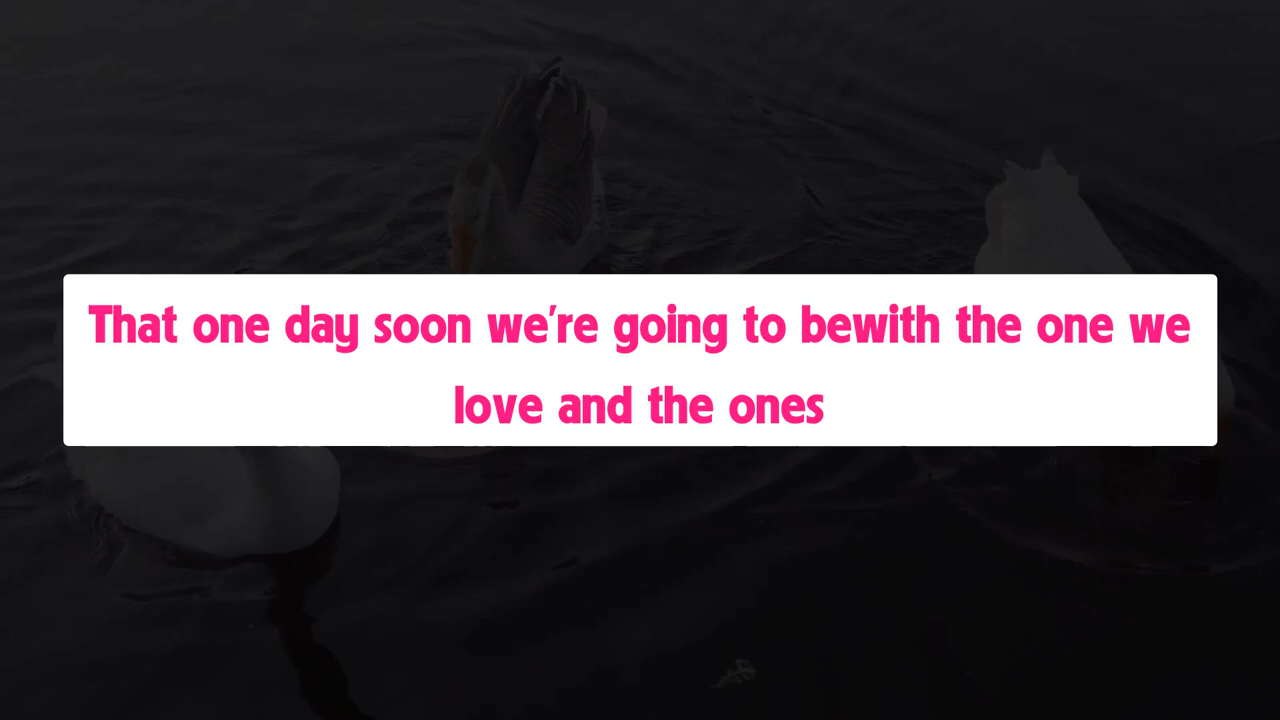 That one day soon we're going to bewith the one we
love and the ones